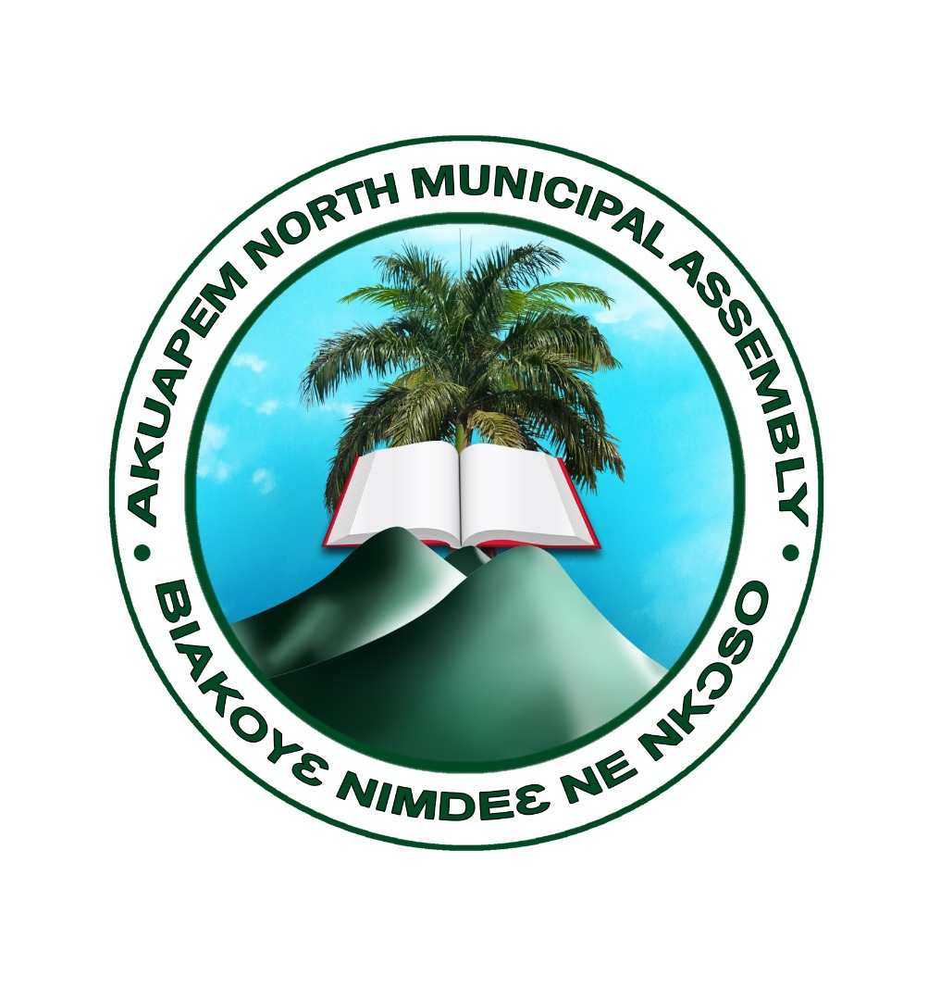 AKUAPEM NORTH MUNICIPAL ASSEMBLY
BIAKOYƐ NIMDEƐ NE NKƆSO